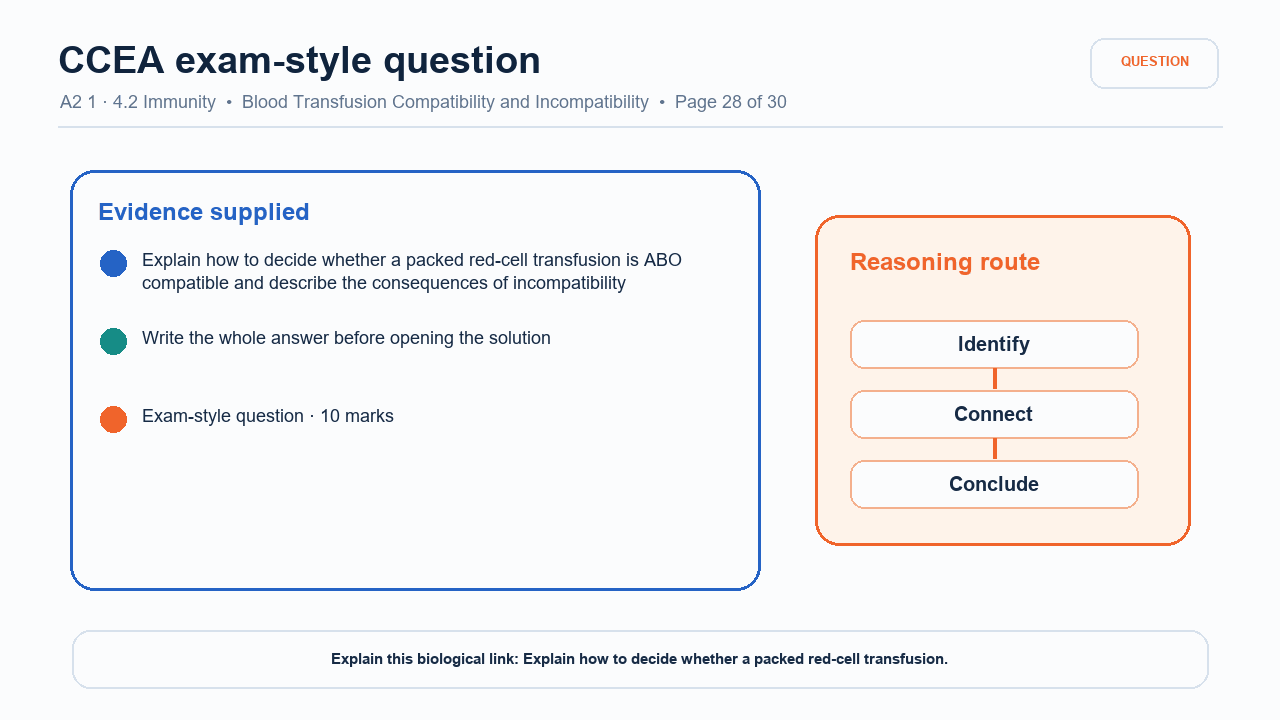 CCEA exam-style question
QUESTION
A2 1 · 4.2 Immunity • Blood Transfusion Compatibility and Incompatibility • Page 28 of 30
Evidence supplied
Explain how to decide whether a packed red-cell transfusion is ABO
compatible and describe the consequences of incompatibility
Write the whole answer before opening the solution
Exam-style question · 10 marks
Reasoning route
Identify
Connect
Conclude
Explain this biological link: Explain how to decide whether a packed red-cell transfusion.